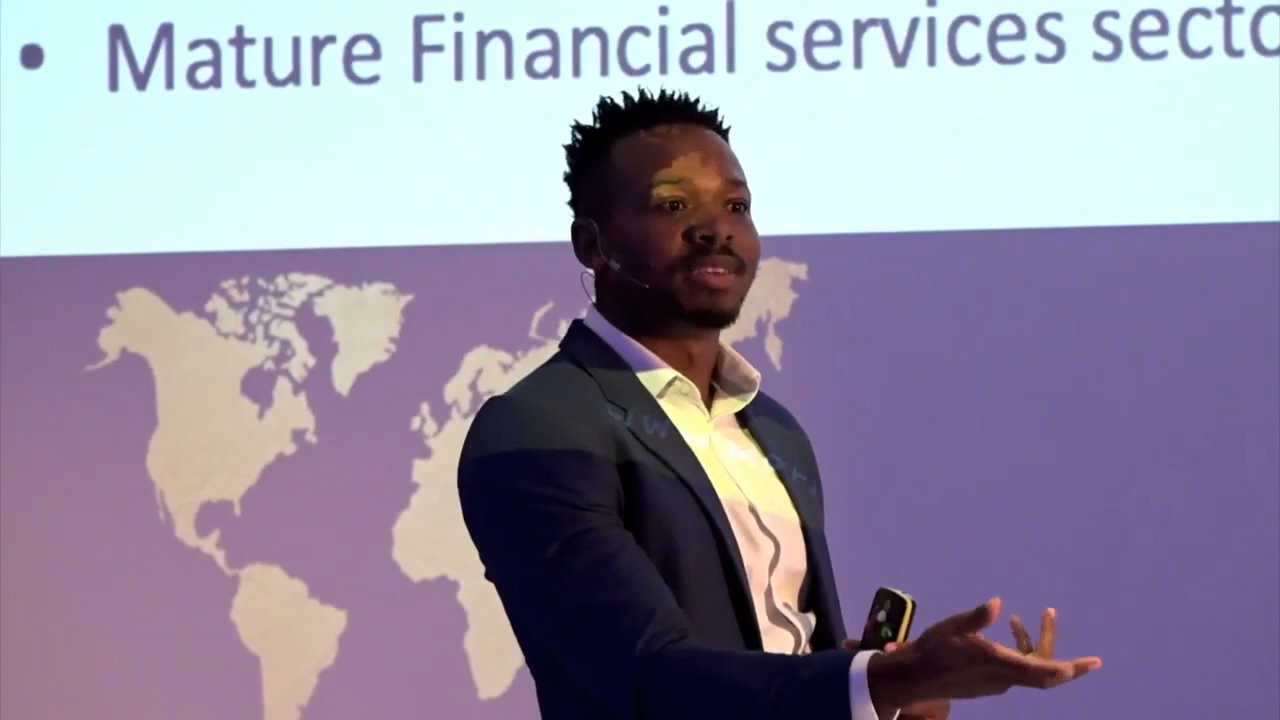 • Mature Financial services secto